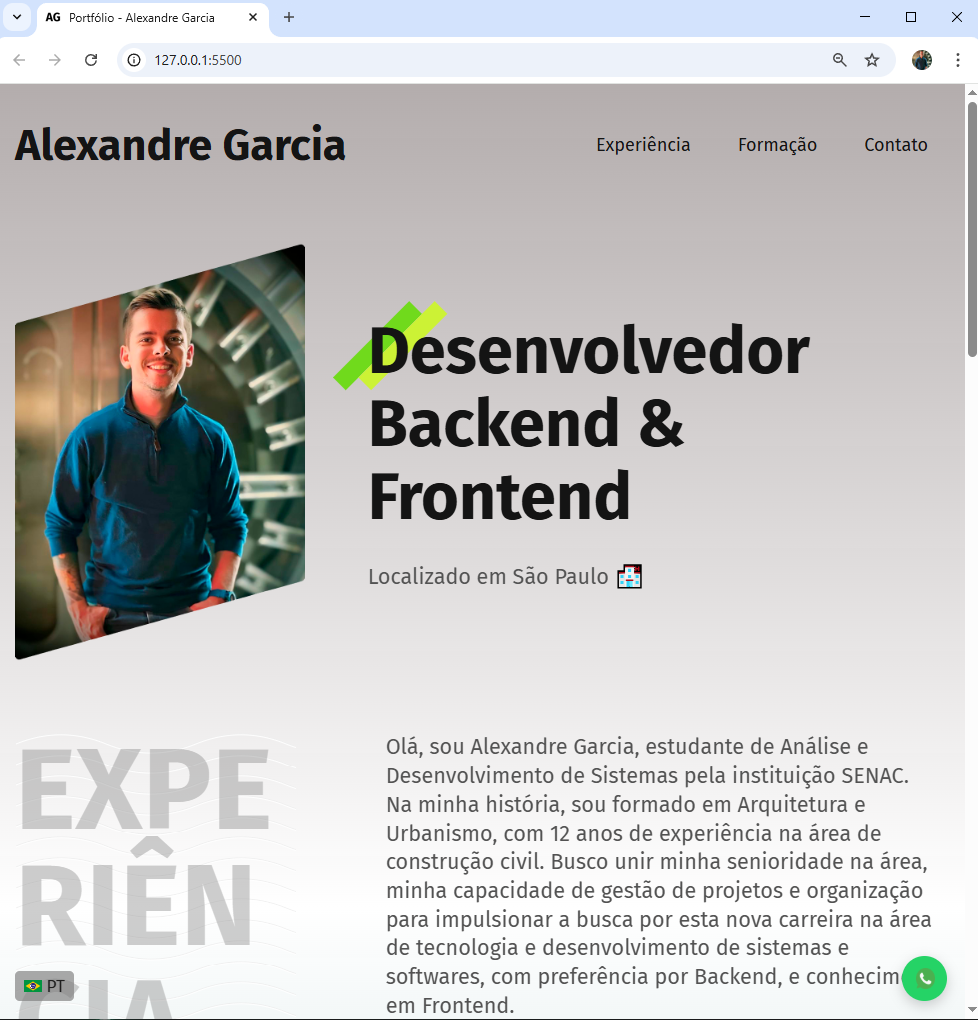 AG Portfólio - Alexandre Garcia
127.0.0.1:5500
Alexandre Garcia
Experiência Formação Contato
Desenvolvedor
Backend &
Frontend
Localizado em São Paulo
EXPE
RIÊN
CIA
Olá, sou Alexandre Garcia, estudante de Análise e
Desenvolvimento de Sistemas pela instituição SENAC.
Na minha história, sou formado em Arquitetura e
Urbanismo, com 12 anos de experiência na área de
construção civil. Busco unir minha senioridade na área,
minha capacidade de gestão de projetos e organização
para impulsionar a busca por esta nova carreira na área
de tecnologia e desenvolvimento de sistemas e
softwares, com preferência por Backend, e conhecim
em Frontend.
PT